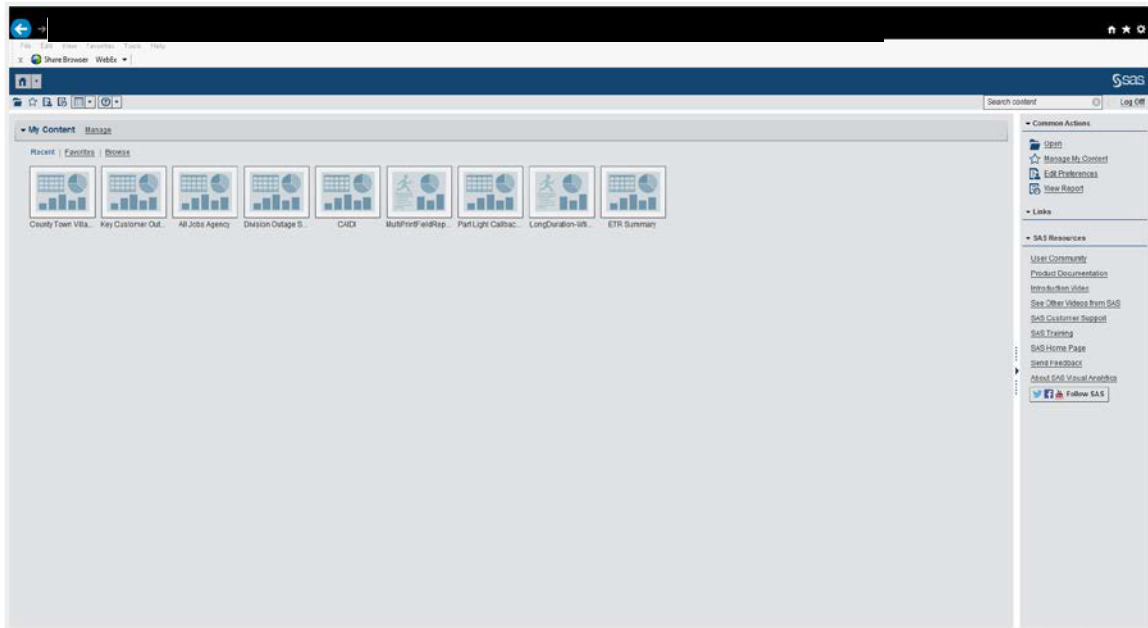 File Edit View Favorites Tools Help
x Share Browser WebEx
sas
Search content
Log Off
My Content Manage
Recent | Favorites | Browse
County Town Villa... Key Customer Out... All Jobs Agency Division Outage S... CAIDI MultiPrintFieldRep... Part Light Callbac... LongDuration-Wi... ETR Summary
Common Actions
Open
Manage My Content
Edit Preferences
View Report
Links
SAS Resources
User Community
Product Documentation
Introduction Video
See Other Videos from SAS
SAS Customer Support
SAS Training
SAS Home Page
Send Feedback
About SAS Visual Analytics
Follow SAS